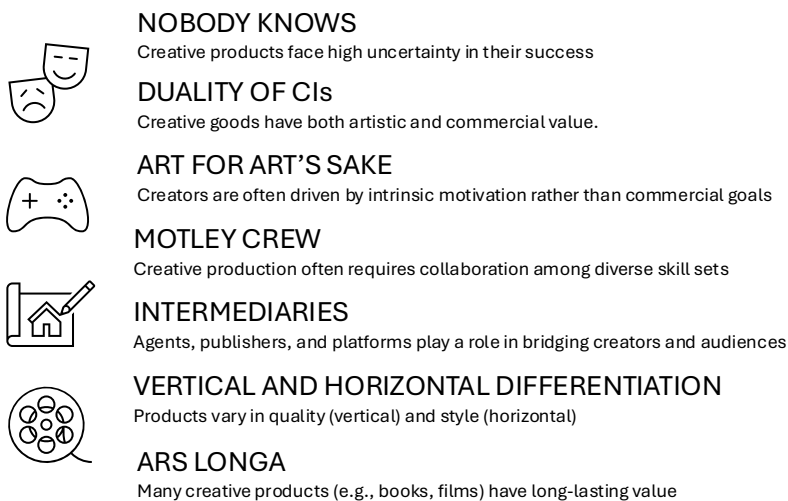 NOBODY KNOWS
Creative products face high uncertainty in their success
DUALITY OF CIs
Creative goods have both artistic and commercial value.
ART FOR ART’S SAKE
Creators are often driven by intrinsic motivation rather than commercial goals
MOTLEY CREW
Creative production often requires collaboration among diverse skill sets
INTERMEDIARIES
Agents, publishers, and platforms play a role in bridging creators and audiences
VERTICAL AND HORIZONTAL DIFFERENTIATION
Products vary in quality (vertical) and style (horizontal)
ARS LONGA
Many creative products (e.g., books, films) have long-lasting value